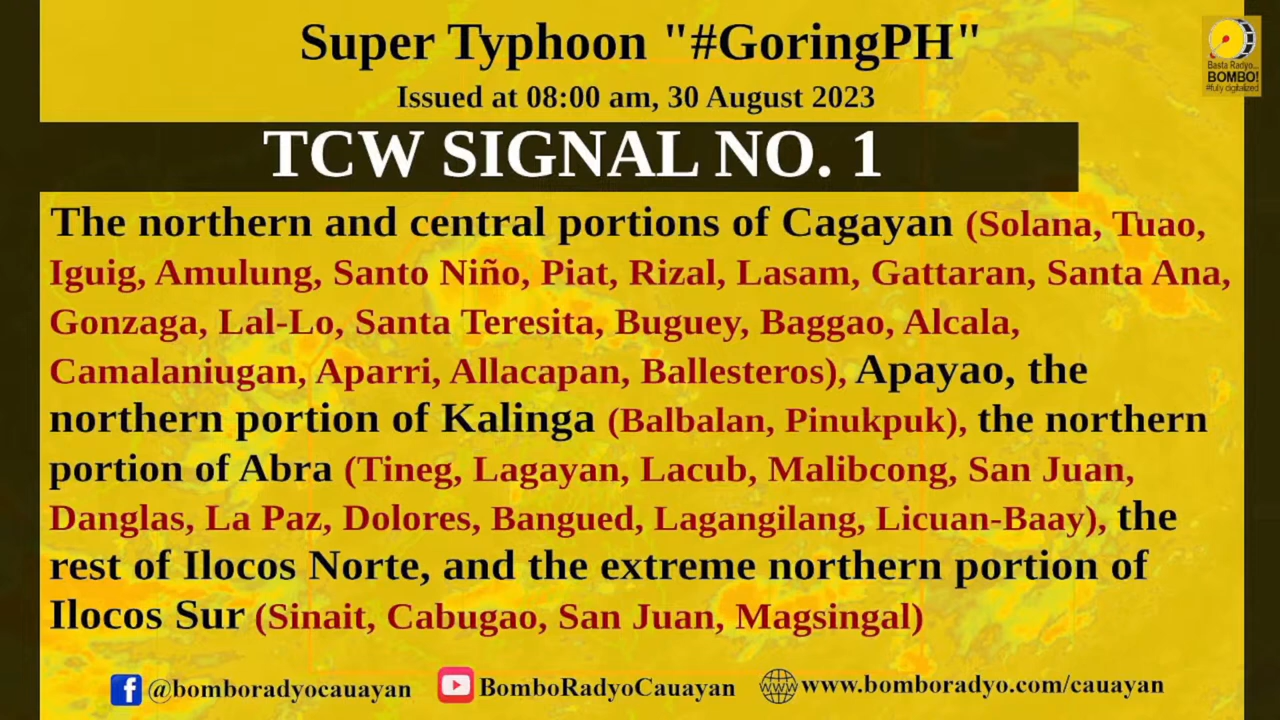 Super Typhoon "#GoringPH"
Issued at 08:00 am, 30 August 2023
Basta Radyo...
BOMBO!
#fully digitalized
TCW SIGNAL NO. 1
The northern and central portions of Cagayan (Solana, Tuao,
Iguig, Amulung, Santo Niño, Piat, Rizal, Lasam, Gattaran, Santa Ana,
Gonzaga, Lal-Lo, Santa Teresita, Buguey, Baggao, Alcala,
Camalaniugan, Aparri, Allacapan, Ballesteros), Apayao, the
northern portion of Kalinga (Balbalan, Pinukpuk), the northern
portion of Abra (Tineg, Lagayan, Lacub, Malibcong, San Juan,
Danglas, La Paz, Dolores, Bangued, Lagangilang, Licuan-Baay), the
rest of Ilocos Norte, and the extreme northern portion of
Ilocos Sur (Sinait, Cabugao, San Juan, Magsingal)
@bomboradyocauayan BomboRadyoCauayan www.bomboradyo.com/cauayan